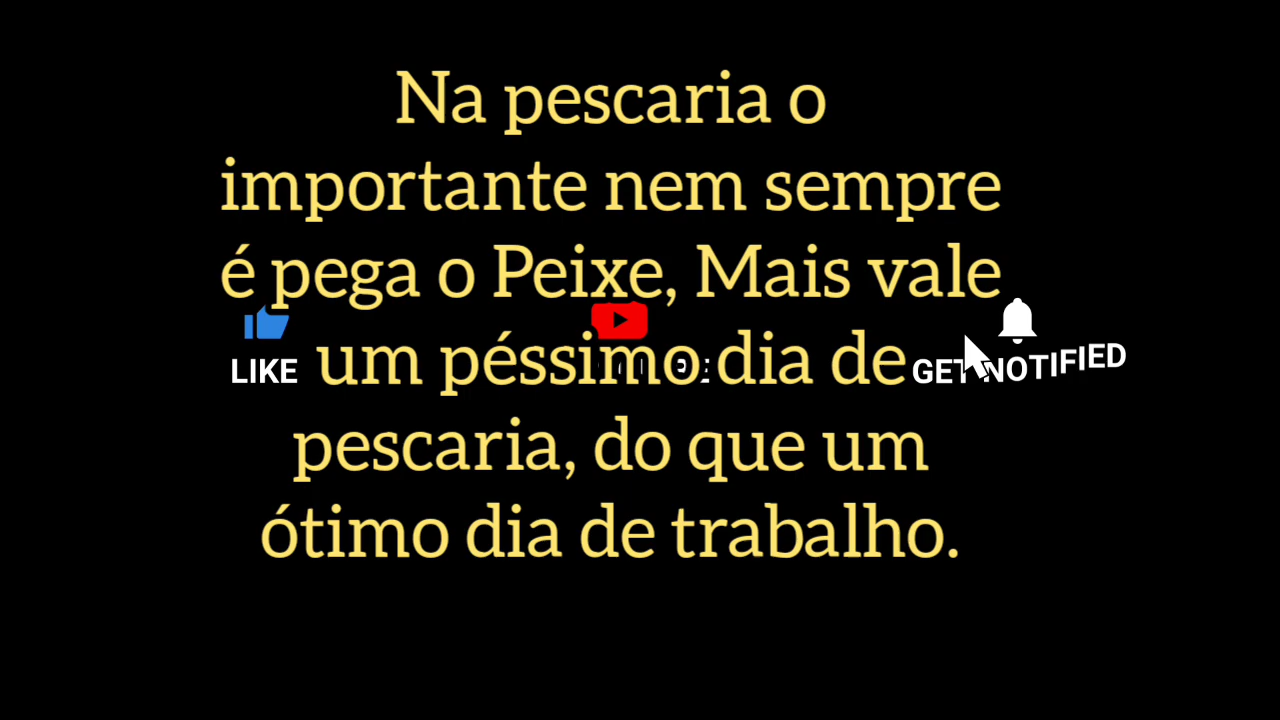 Na pescaria o
importante nem sempre
é pega o Peixe, Mais vale
um péssimo dia de
pescaria, do que um
ótimo dia de trabalho.
LIKE
GET NOTIFIED